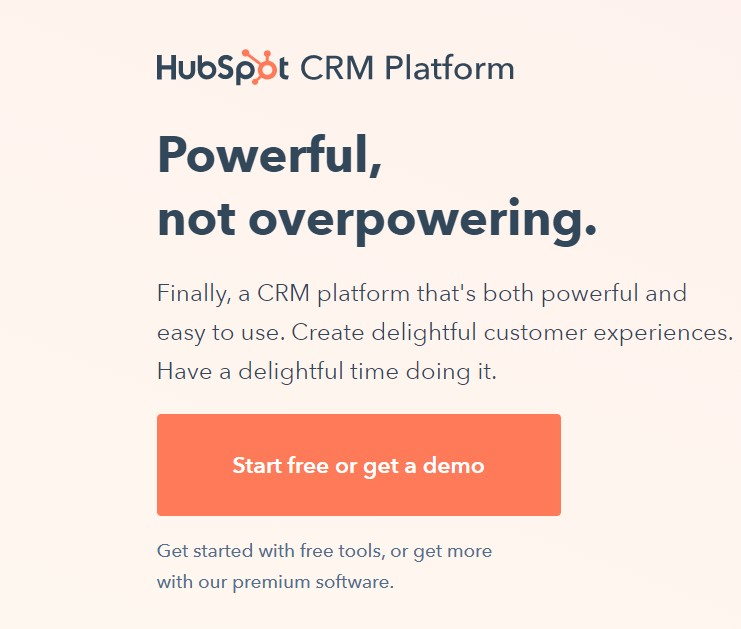 HubSpot CRM Platform
Powerful,
not overpowering.
Finally, a CRM platform that's both powerful and
easy to use. Create delightful customer experiences.
Have a delightful time doing it.
Start free or get a demo
Get started with free tools, or get more
with our premium software.